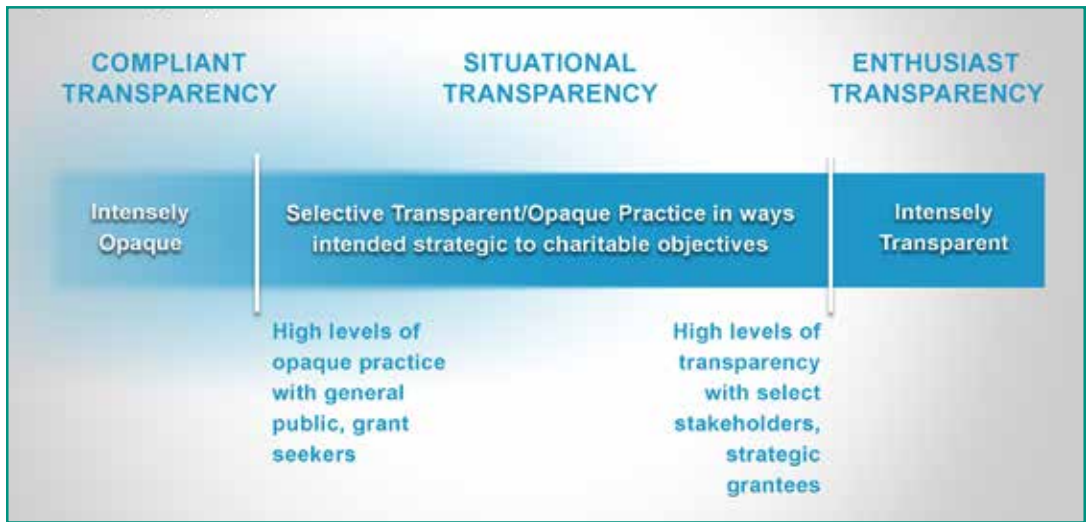 COMPLIANT
TRANSPARENCY
SITUATIONAL
TRANSPARENCY
ENTHUSIAST
TRANSPARENCY
Intensely
Opaque
Selective Transparent/Opaque Practice in ways
intended strategic to charitable objectives
Intensely
Transparent
High levels of
opaque practice
with general
public, grant
seekers
High levels of
transparency
with select
stakeholders,
strategic
grantees